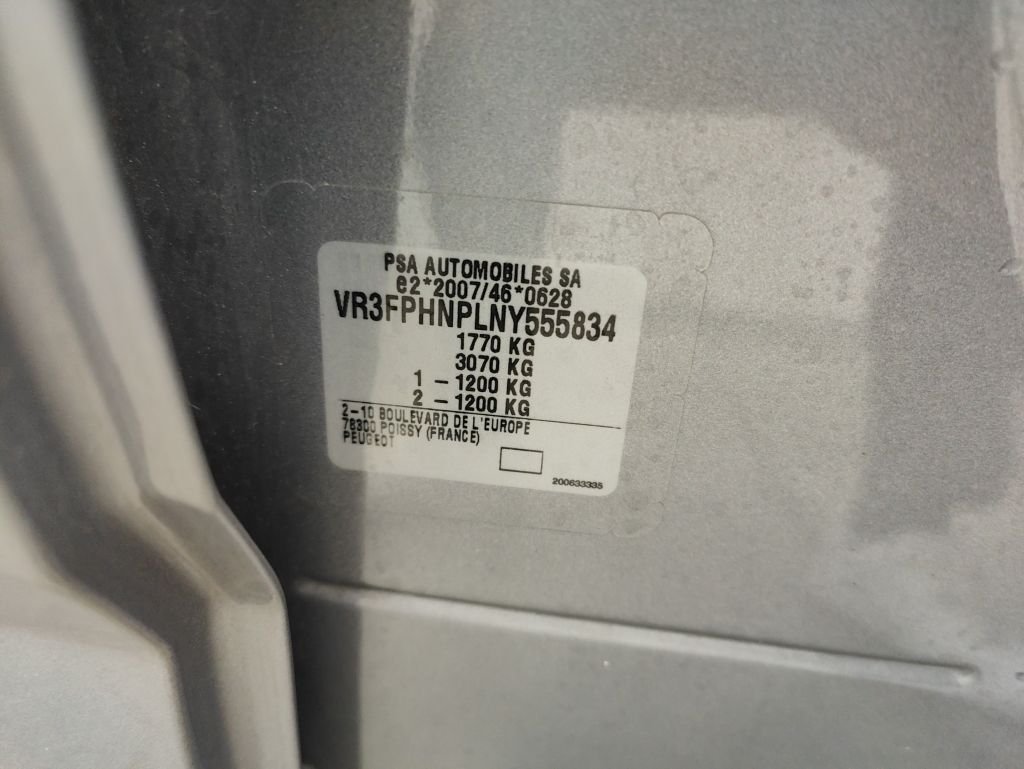 PSA AUTOMOBILES SA
e2*2007/46*0628
VR3FPHNPLNY555834
1770 KG
3070 KG
1 - 1200 KG
2 - 1200 KG
2-10 BOULEVARD DE L'EUROPE
78300 POISSY (FRANCE)
PEUGEOT
200633335